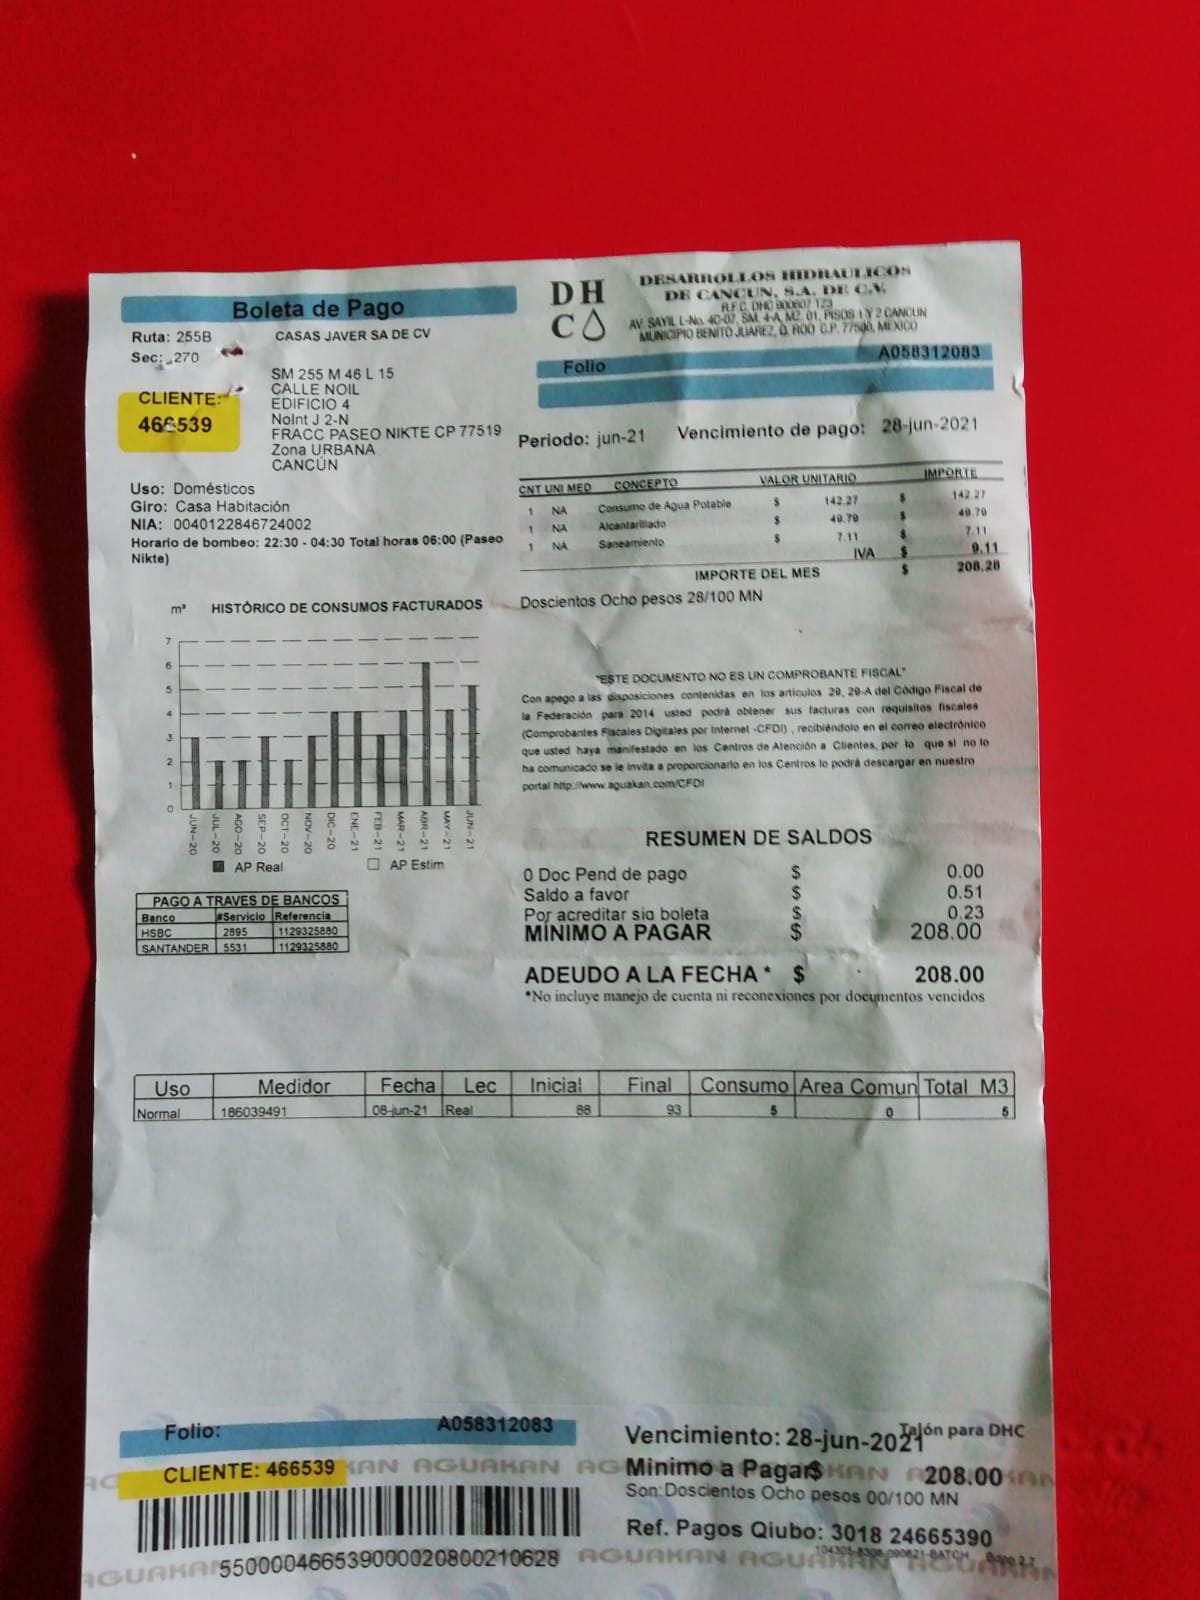 Boleta de Pago
Ruta: 255B
CASAS JAVER SA DE CV
Sec: 270
CLIENTE:
466539
SM 255 M 46 L 15
CALLE NOIL
EDIFICIO 4
NoInt J 2-N
FRACC PASEO NIKTE CP 77519
Zona URBANA
CANCÚN
Uso: Domésticos
Giro: Casa Habitación
NIA: 0040122846724002
Horario de bombeo: 22:30 - 04:30 Total horas 06:00 (Paseo
Nikte)
DH
C
DESARROLLOS HIDRAULICOS
DE CANCUN, S.A. DE C.V.
R.F.C. DHC 900607 TZ3
AV. SAYIL L-No. 4C-07, SM. 4-A, MZ. 01, PISOS 1 Y 2 CANCUN
MUNICIPIO BENITO JUAREZ, Q. ROO C.P. 77500, MEXICO
Folio A058312083
Periodo: jun-21 Vencimiento de pago: 28-jun-2021
CNT UNI MED CONCEPTO VALOR UNITARIO IMPORTE
1 NA Consumo de Agua Potable $ 142.27 $ 142.27
1 NA Alcantarillado $ 49.79 $ 49.79
1 NA Saneamiento $ 7.11 7.11
IVA $ 9.11
IMPORTE DEL MES $ 208.28
Doscientos Ocho pesos 28/100 MN
m³ HISTÓRICO DE CONSUMOS FACTURADOS
7
6
5
4
3
2
1
0
JUN-20 JUL-20 AGO-20 SEP-20 OCT-20 NOV-20 DIC-20 ENE-21 FEB-21 MAR-21 ABR-21 MAY-21 JUN-21
AP Real AP Estim
"ESTE DOCUMENTO NO ES UN COMPROBANTE FISCAL"
Con apego a las disposiciones contenidas en los artículos 29, 29-A del Código Fiscal de
la Federación para 2014 usted podrá obtener sus facturas con requisitos fiscales
(Comprobantes Fiscales Digitales por Internet -CFDI) , recibiéndolo en el correo electrónico
que usted haya manifestado en los Centros de Atención a Clientes, por lo que si no lo
ha comunicado se le invita a proporcionarlo en los Centros lo podrá descargar en nuestro
portal http://www.aguakan.com/CFDI
PAGO A TRAVES DE BANCOS
Banco #Servicio Referencia
HSBC 2895 1129325880
SANTANDER 5531 1129325880
RESUMEN DE SALDOS
0 Doc Pend de pago $ 0.00
Saldo a favor $ 0.51
Por acreditar sig boleta $ 0.23
MÍNIMO A PAGAR $ 208.00
ADEUDO A LA FECHA * $ 208.00
*No incluye manejo de cuenta ni reconexiones por documentos vencidos
Uso Medidor Fecha Lec Inicial Final Consumo Area Comun Total M3
Normal 186039491 08-jun-21 Real 88 93 5 0 5
Folio: A058312083
CLIENTE: 466539
AGUAKAN AGUAKAN
550000466539000020800210628
Talón para DHC
Vencimiento: 28-jun-2021
Minimo a Pagar$ 208.00
Son:Doscientos Ocho pesos 00/100 MN
Ref. Pagos Qiubo: 3018 24665390
AGUAKAN AGUAKAN AGUAKAN